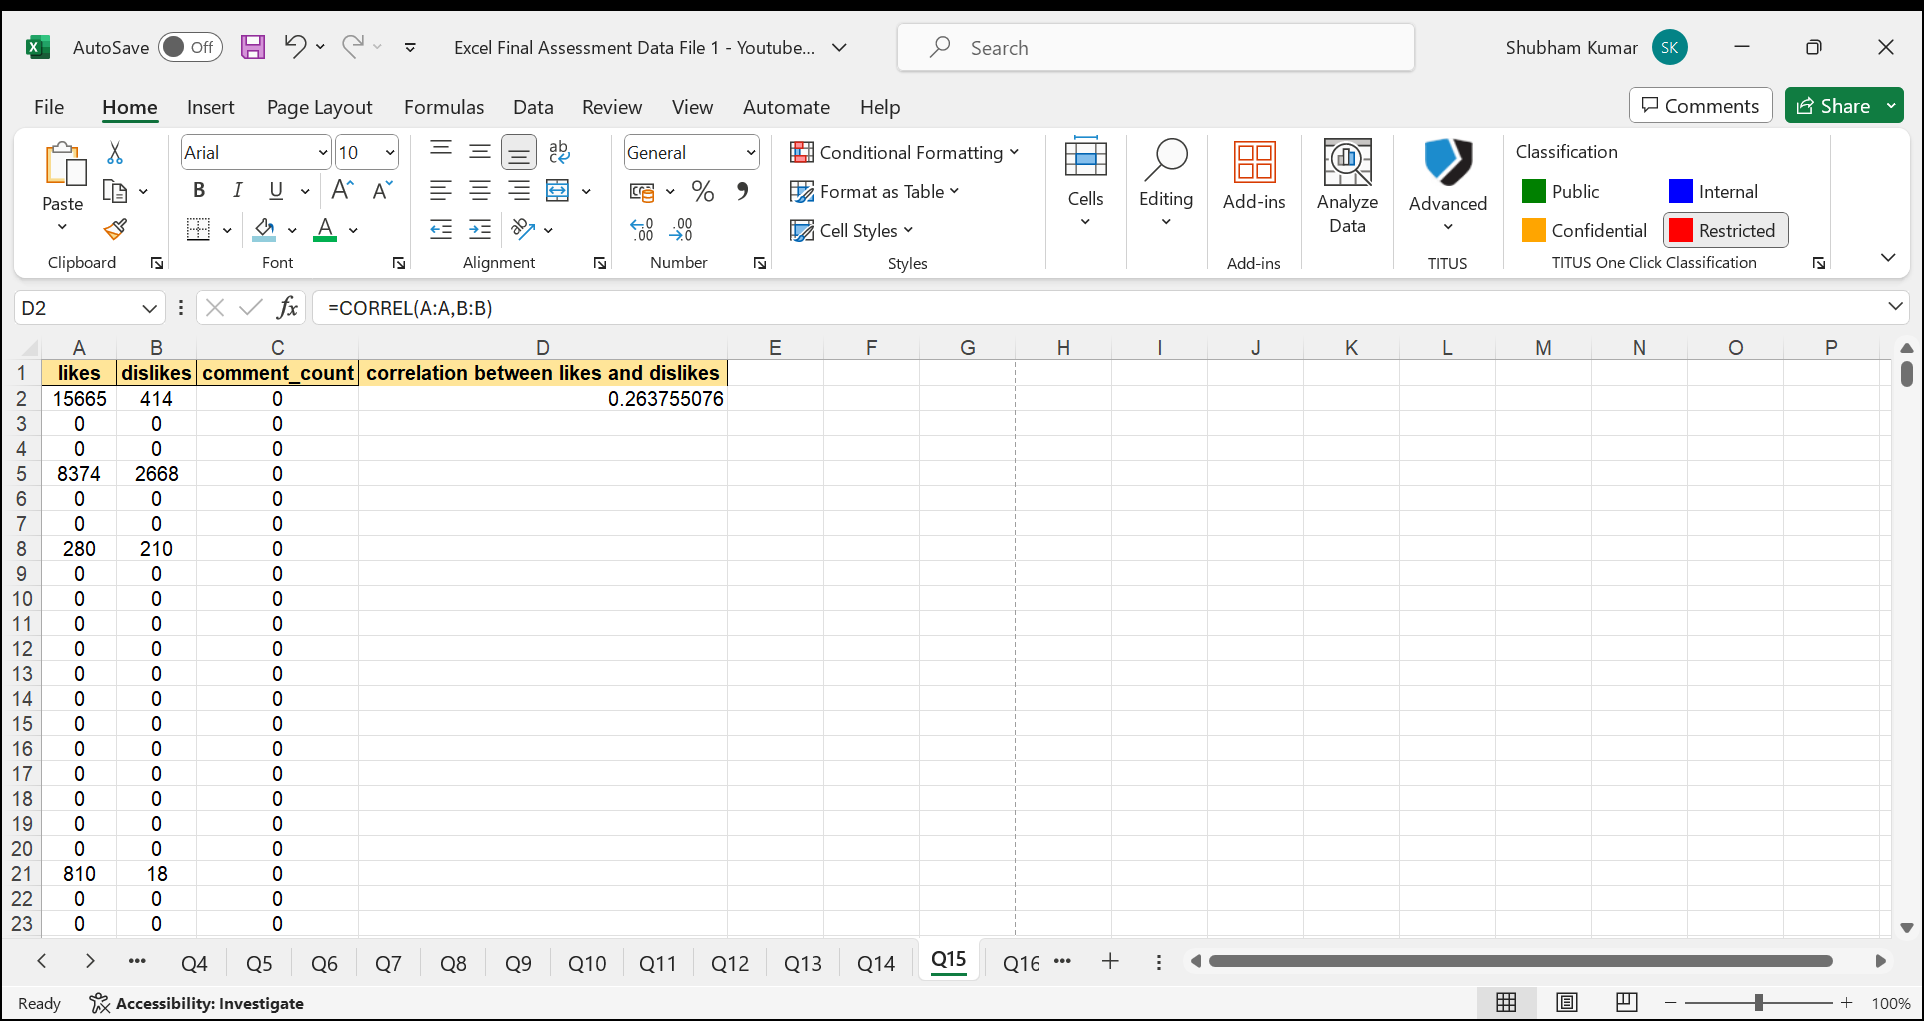 AutoSave Off Excel Final Assessment Data File 1 - Youtube... Search Shubham Kumar SK
File Home Insert Page Layout Formulas Data Review View Automate Help Comments Share
Paste
Clipboard
Arial 10
B I U A A
A
Font
ab
c
Alignment
General
% 9
.00 .00
Number
Conditional Formatting
Format as Table
Cell Styles
Styles
Cells
Editing
Add-ins
Add-ins
Analyze
Data
Advanced
TITUS
Classification
Public Internal
Confidential Restricted
TITUS One Click Classification
D2 fx =CORREL(A:A,B:B)
A B C D E F G H I J K L M N O P
1 likes dislikes comment_count correlation between likes and dislikes
2 15665 414 0 0.263755076
3 0 0 0
4 0 0 0
5 8374 2668 0
6 0 0 0
7 0 0 0
8 280 210 0
9 0 0 0
10 0 0 0
11 0 0 0
12 0 0 0
13 0 0 0
14 0 0 0
15 0 0 0
16 0 0 0
17 0 0 0
18 0 0 0
19 0 0 0
20 0 0 0
21 810 18 0
22 0 0 0
23 0 0 0
... Q4 Q5 Q6 Q7 Q8 Q9 Q10 Q11 Q12 Q13 Q14 Q15 Q16 ...
Ready Accessibility: Investigate 100%